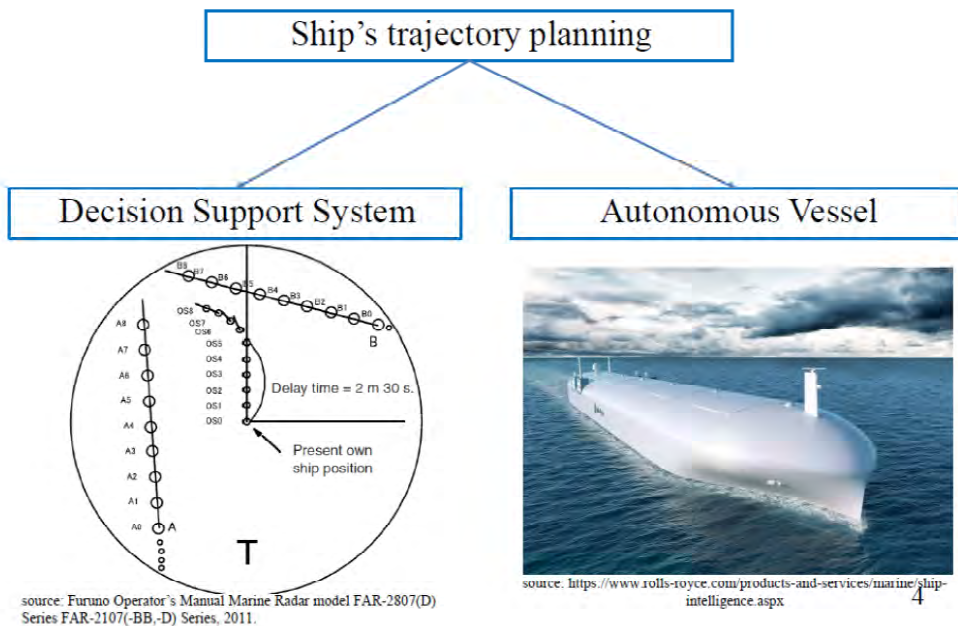 Ship's trajectory planning
Decision Support System
Autonomous Vessel
B8
B7
B6
B5
B4
B3
B2
B1
B0
B
A8
A7
A6
A5
A4
A3
A2
A1
A0
A
OS8
OS7
OS6
OS5
OS4
OS3
OS2
OS1
OS0
Delay time = 2 m 30 s.
Present own
ship position
T
source: Furuno Operator's Manual Marine Radar model FAR-2807(D)
Series FAR-2107(-BB,-D) Series, 2011.
source: https://www.rolls-royce.com/products-and-services/marine/ship-
intelligence.aspx
4